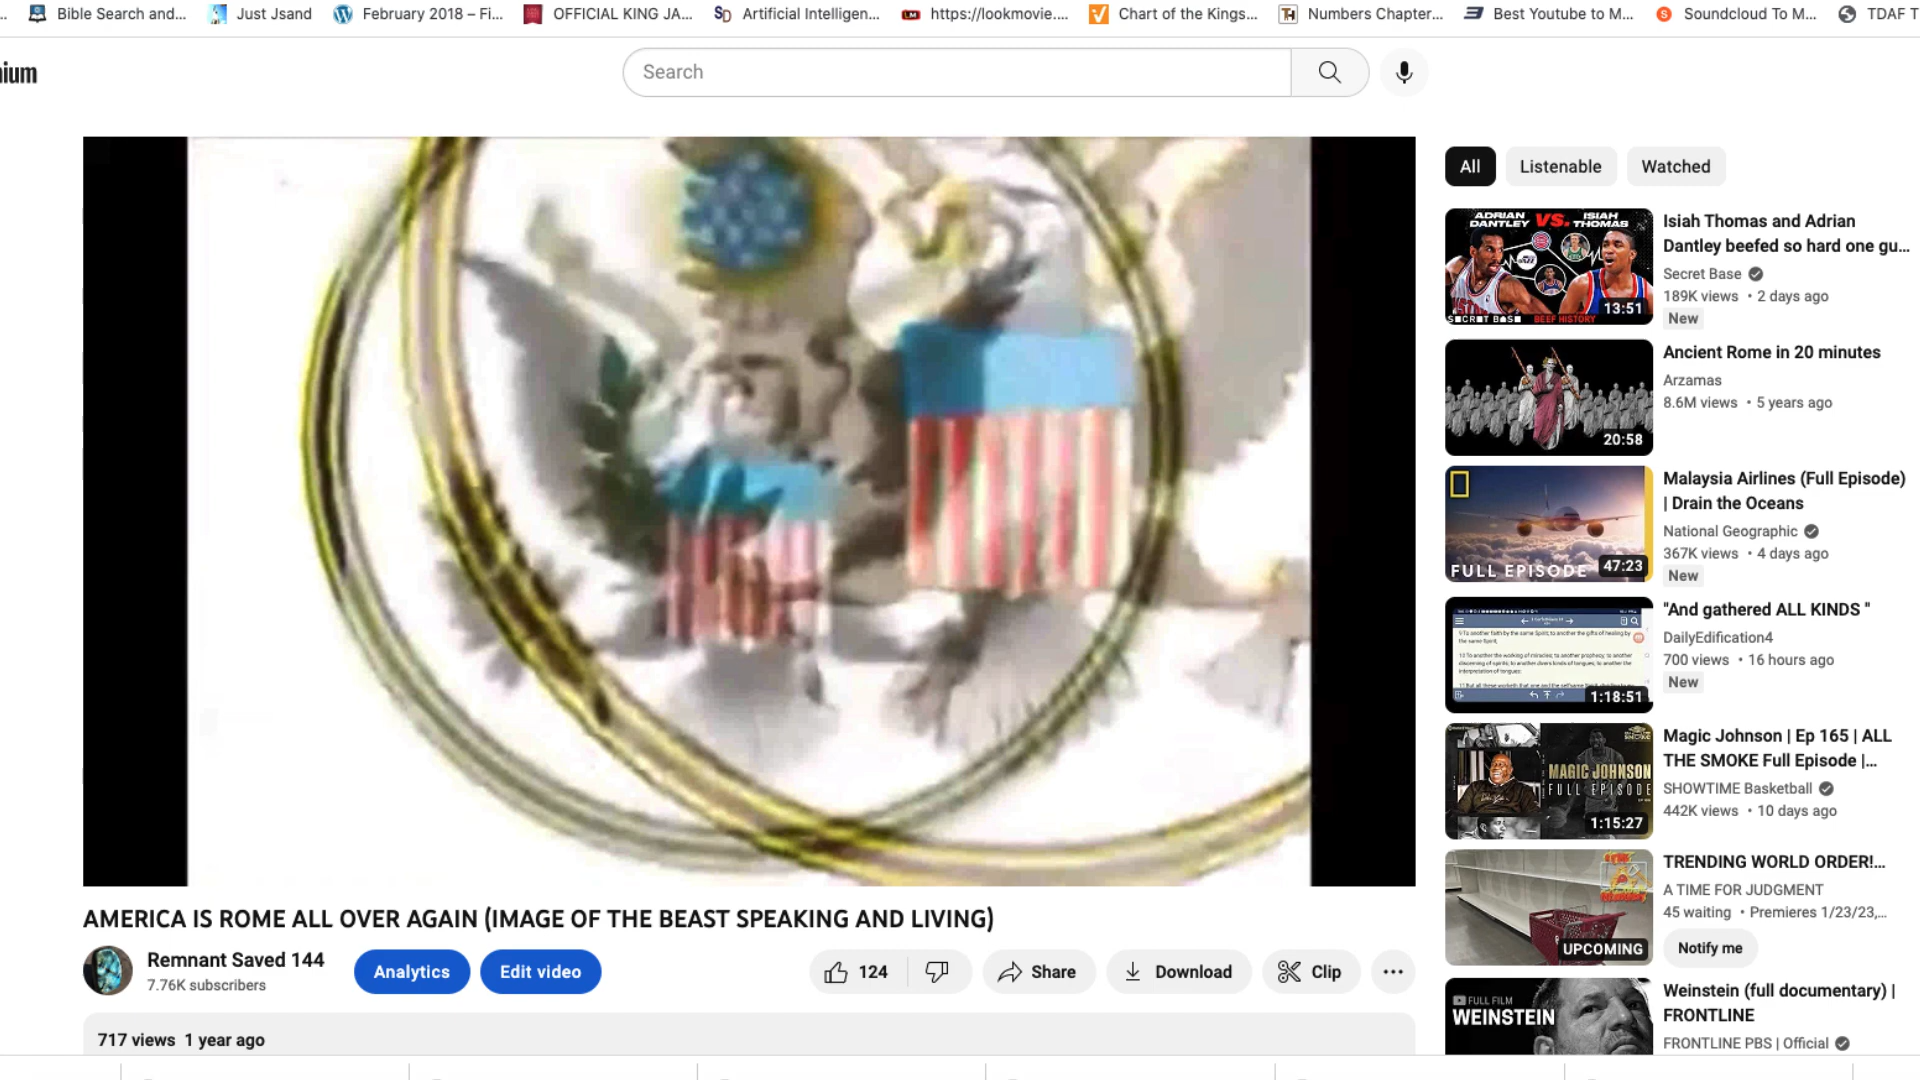 Bible Search and...
Just Jsand
February 2018 – Fi...
OFFICIAL KING JA...
Artificial Intelligen...
https://lookmovie....
Chart of the Kings...
Numbers Chapter...
Best Youtube to M...
Soundcloud To M...
TDAF T
ium
Search
All
Listenable
Watched
ADRIAN DANTLEY VS. ISIAH THOMAS
BEEF HISTORY
13:51
Isiah Thomas and Adrian
Dantley beefed so hard one gu...
Secret Base
189K views • 2 days ago
New
20:58
Ancient Rome in 20 minutes
Arzamas
8.6M views • 5 years ago
FULL EPISODE
47:23
Malaysia Airlines (Full Episode)
| Drain the Oceans
National Geographic
367K views • 4 days ago
New
1:18:51
"And gathered ALL KINDS "
DailyEdification4
700 views • 16 hours ago
New
MAGIC JOHNSON
FULL EPISODE
1:15:27
Magic Johnson | Ep 165 | ALL
THE SMOKE Full Episode |...
SHOWTIME Basketball
442K views • 10 days ago
UPCOMING
TRENDING WORLD ORDER!...
A TIME FOR JUDGMENT
45 waiting • Premieres 1/23/23,...
Notify me
FULL FILM
WEINSTEIN
Weinstein (full documentary) |
FRONTLINE
FRONTLINE PBS | Official
AMERICA IS ROME ALL OVER AGAIN (IMAGE OF THE BEAST SPEAKING AND LIVING)
Remnant Saved 144
7.76K subscribers
Analytics
Edit video
124
Share
Download
Clip
717 views 1 year ago